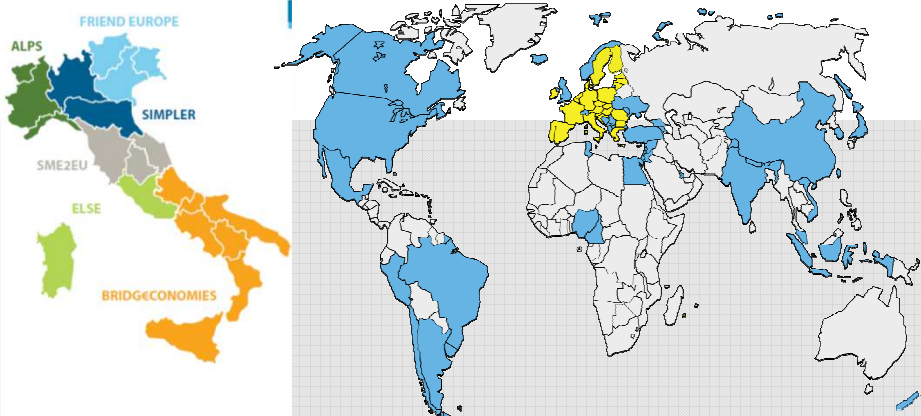 FRIEND EUROPE
ALPS
SIMPLER
SME2EU
ELSE
BRIDG€CONOMIES